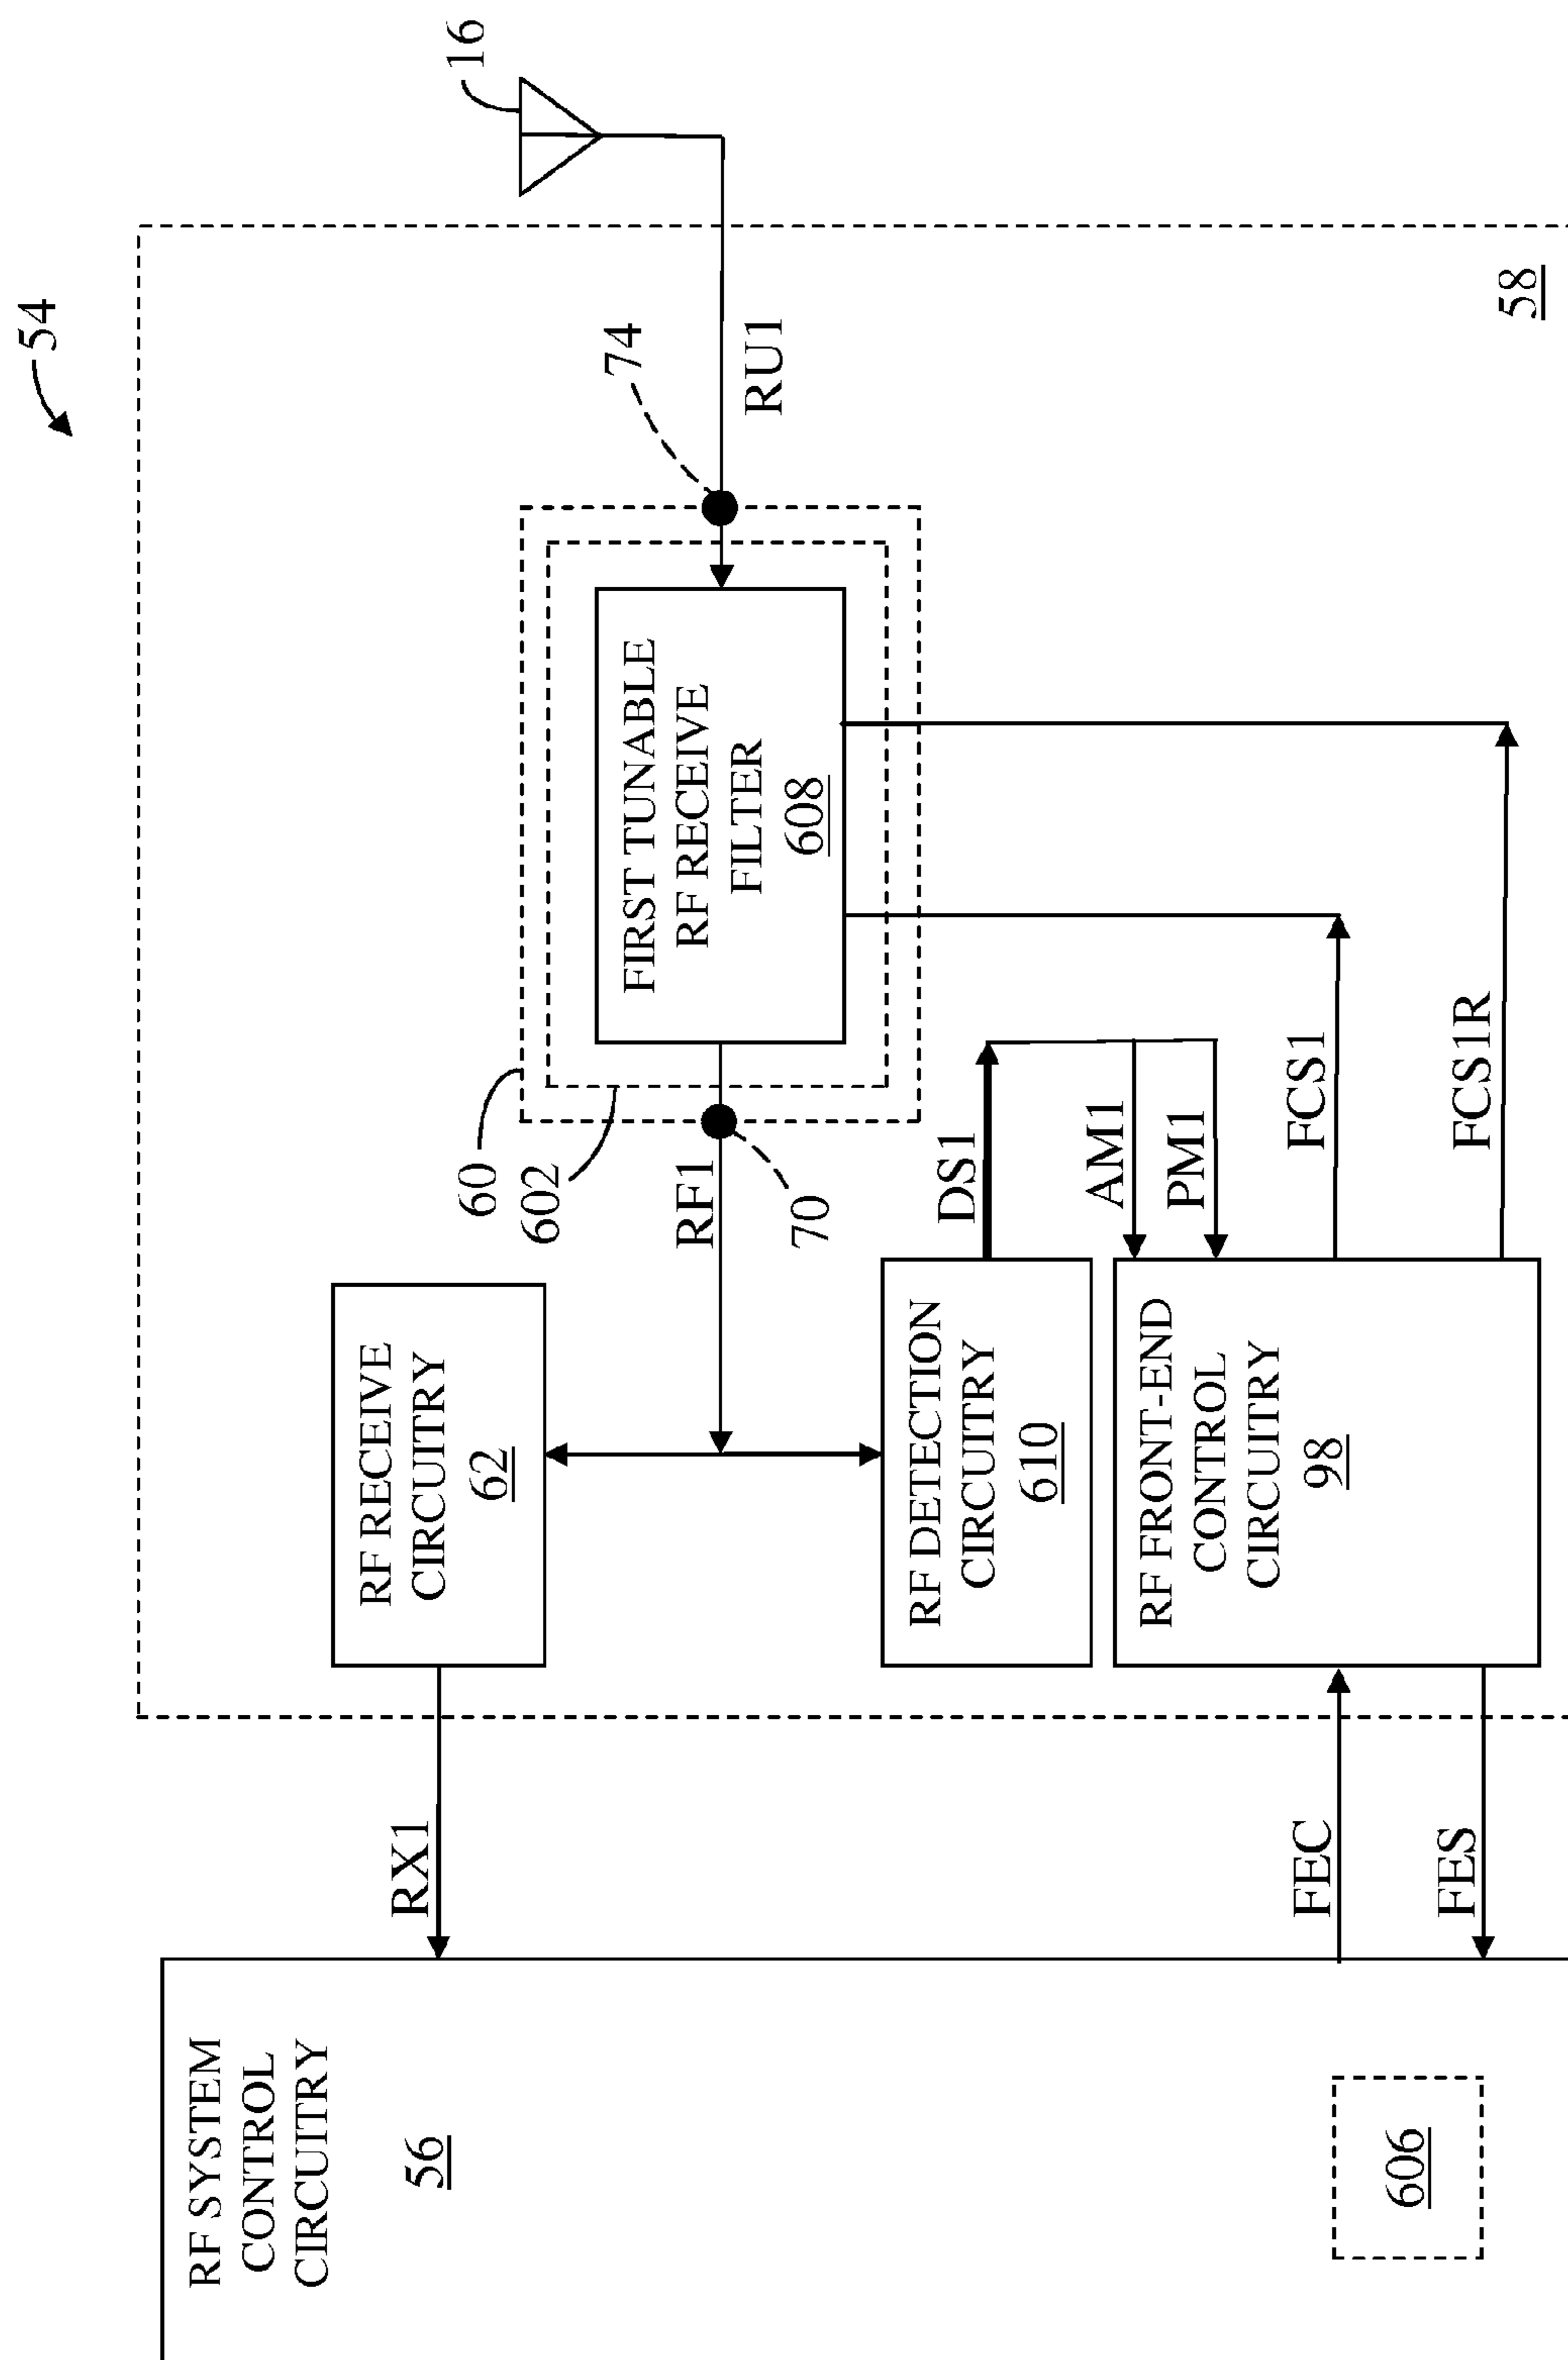 54
16
RF SYSTEM
CONTROL
CIRCUITRY
56
RX1
RF RECEIVE
CIRCUITRY
62
60
602
RF1
70
FIRST TUNABLE
RF RECEIVE
FILTER
608
74
RU1
RF DETECTION
CIRCUITRY
610
DS1
AM1
PM1
RF FRONT-END
CONTROL
CIRCUITRY
98
FCS1
FCS1R
FEC
FES
606
58